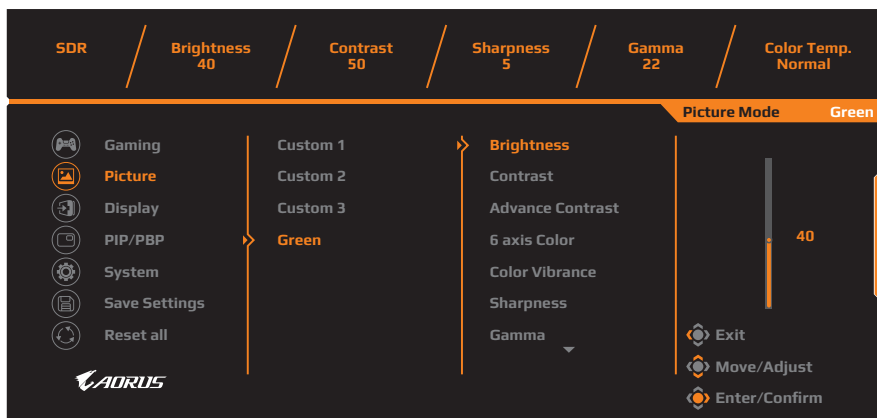 SDR
Brightness
40
Contrast
50
Sharpness
5
Gamma
22
Color Temp.
Normal
Picture Mode Green
Gaming
Picture
Display
PIP/PBP
System
Save Settings
Reset all
Custom 1
Custom 2
Custom 3
Green
Brightness
Contrast
Advance Contrast
6 axis Color
Color Vibrance
Sharpness
Gamma
40
Exit
Move/Adjust
Enter/Confirm
AORUS